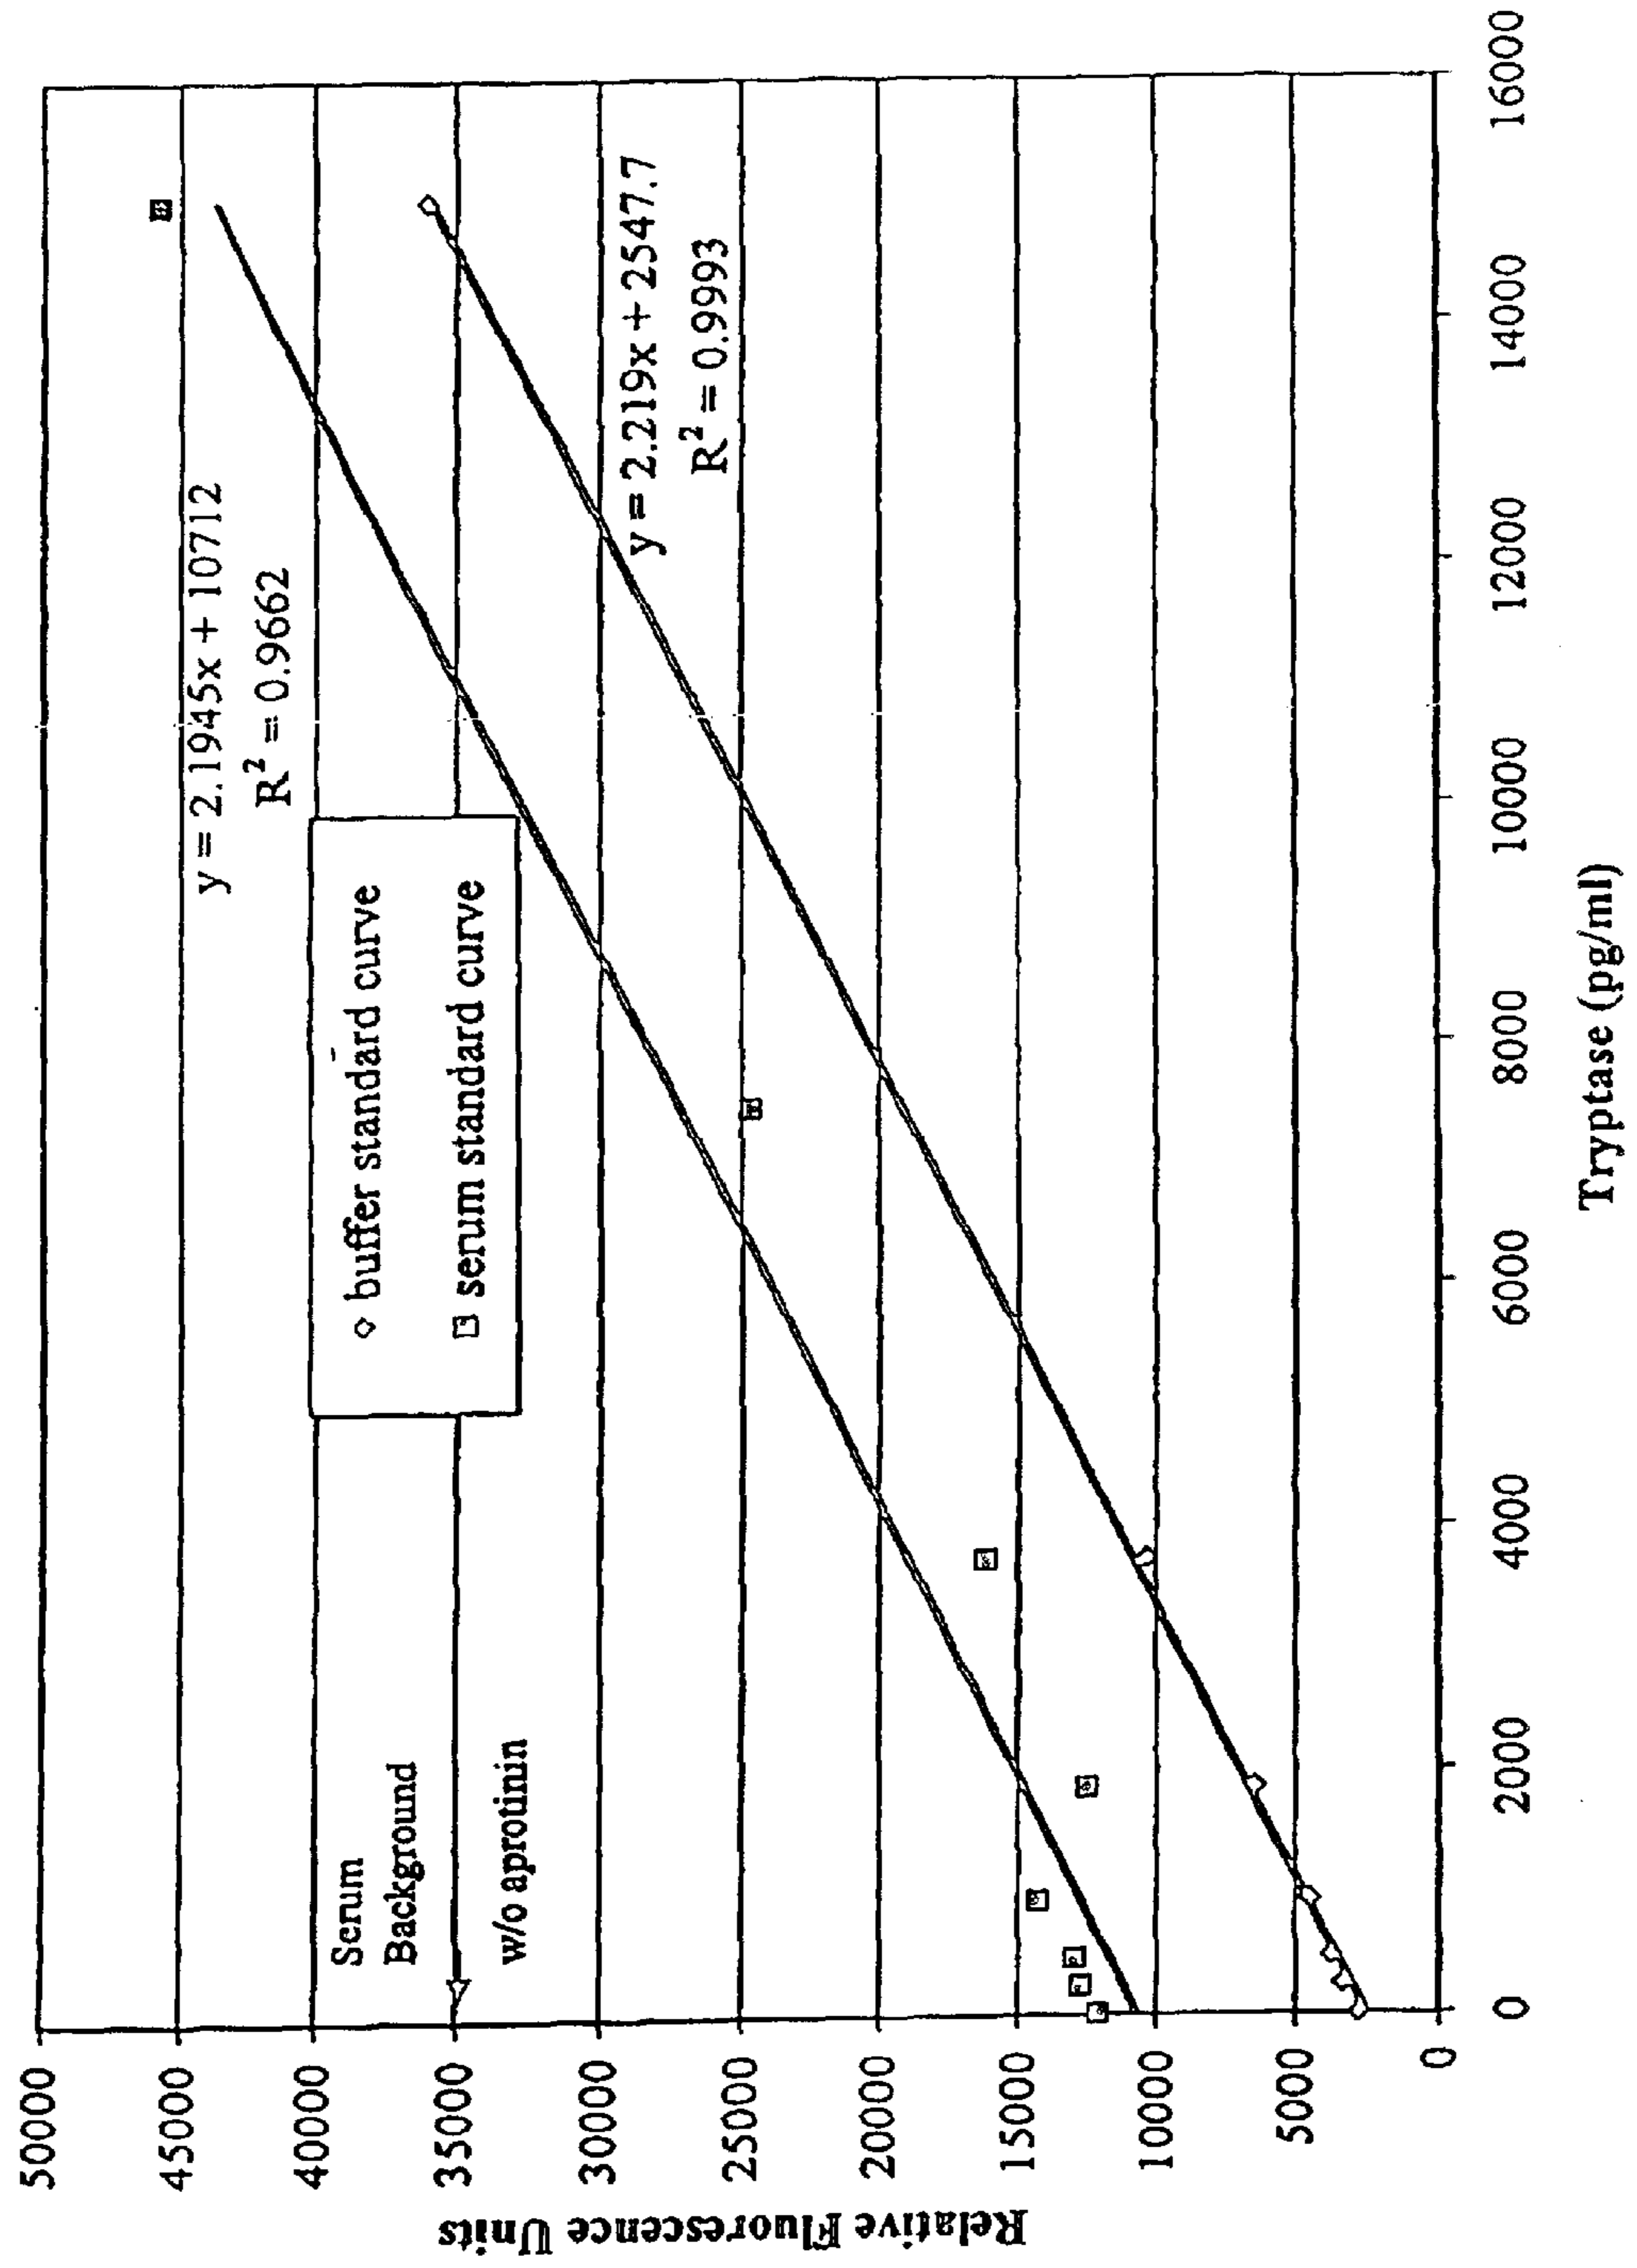 50000
45000
40000
35000
30000
25000
20000
15000
10000
5000
0
Relative Fluorescence Units
Serum
Background
w/o aprotinin
◇ buffer standard curve
□ serum standard curve
y = 2.1945x + 10712
R² = 0.9662
y = 2.219x + 2547.7
R² = 0.9993
0 2000 4000 6000 8000 10000 12000 14000 16000
Tryptase (pg/ml)